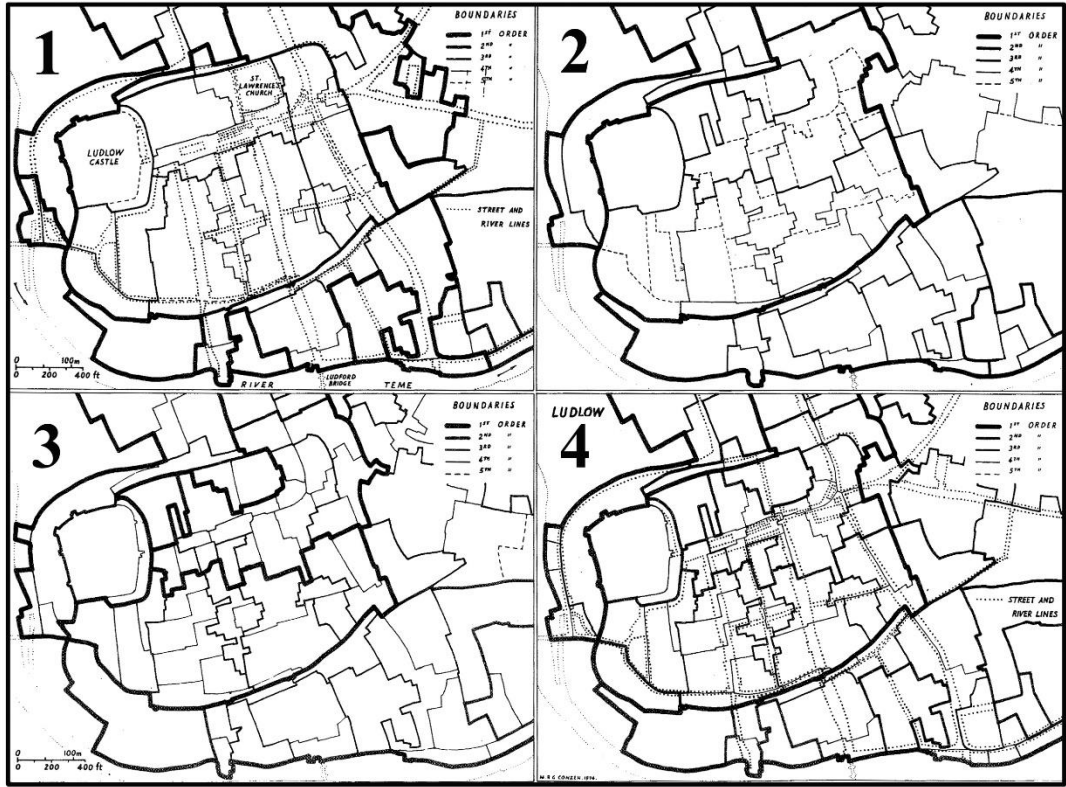 1
ST.
LAWRENCE'S
CHURCH
LUDLOW
CASTLE
BOUNDARIES
1ST ORDER
2ND "
3RD "
4TH "
5TH "
STREET AND
RIVER LINES
0 100m
0 200 400 ft
RIVER
LUDFORD
BRIDGE
TEME
2
BOUNDARIES
1ST ORDER
2ND "
3RD "
4TH "
5TH "
3
BOUNDARIES
1ST ORDER
2ND "
3RD "
4TH "
5TH "
0 100m
0 200 400 ft
LUDLOW
4
BOUNDARIES
1ST ORDER
2ND "
3RD "
4TH "
5TH "
STREET AND
RIVER LINES
M.R.G. CONZEN. 1974.